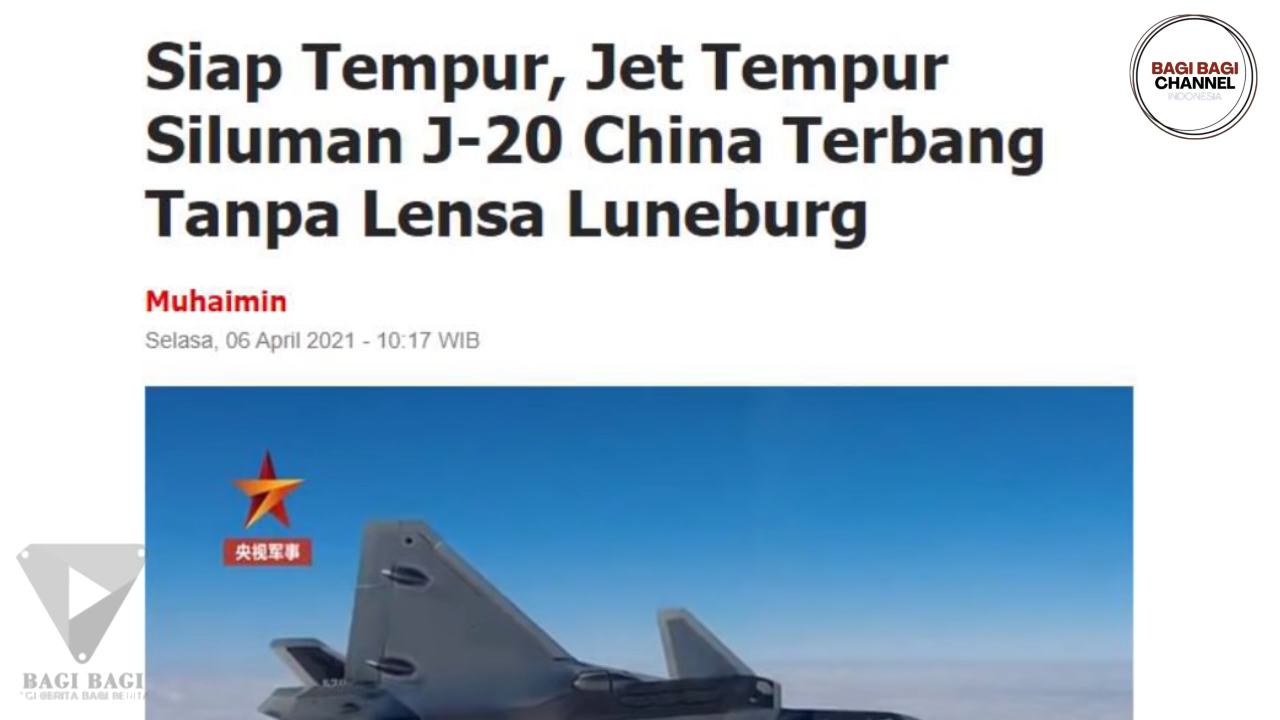 Siap Tempur, Jet Tempur
Siluman J-20 China Terbang
Tanpa Lensa Luneburg
BAGI BAGI
CHANNEL
INDONESIA
Muhaimin
Selasa, 06 April 2021 - 10:17 WIB
央视军事
BAGI BAGI